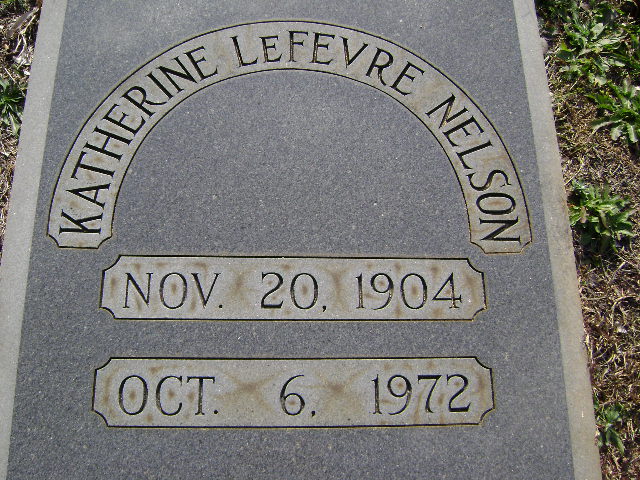 KATHERINE LEFEVRE NELSON
NOV. 20, 1904
OCT. 6, 1972